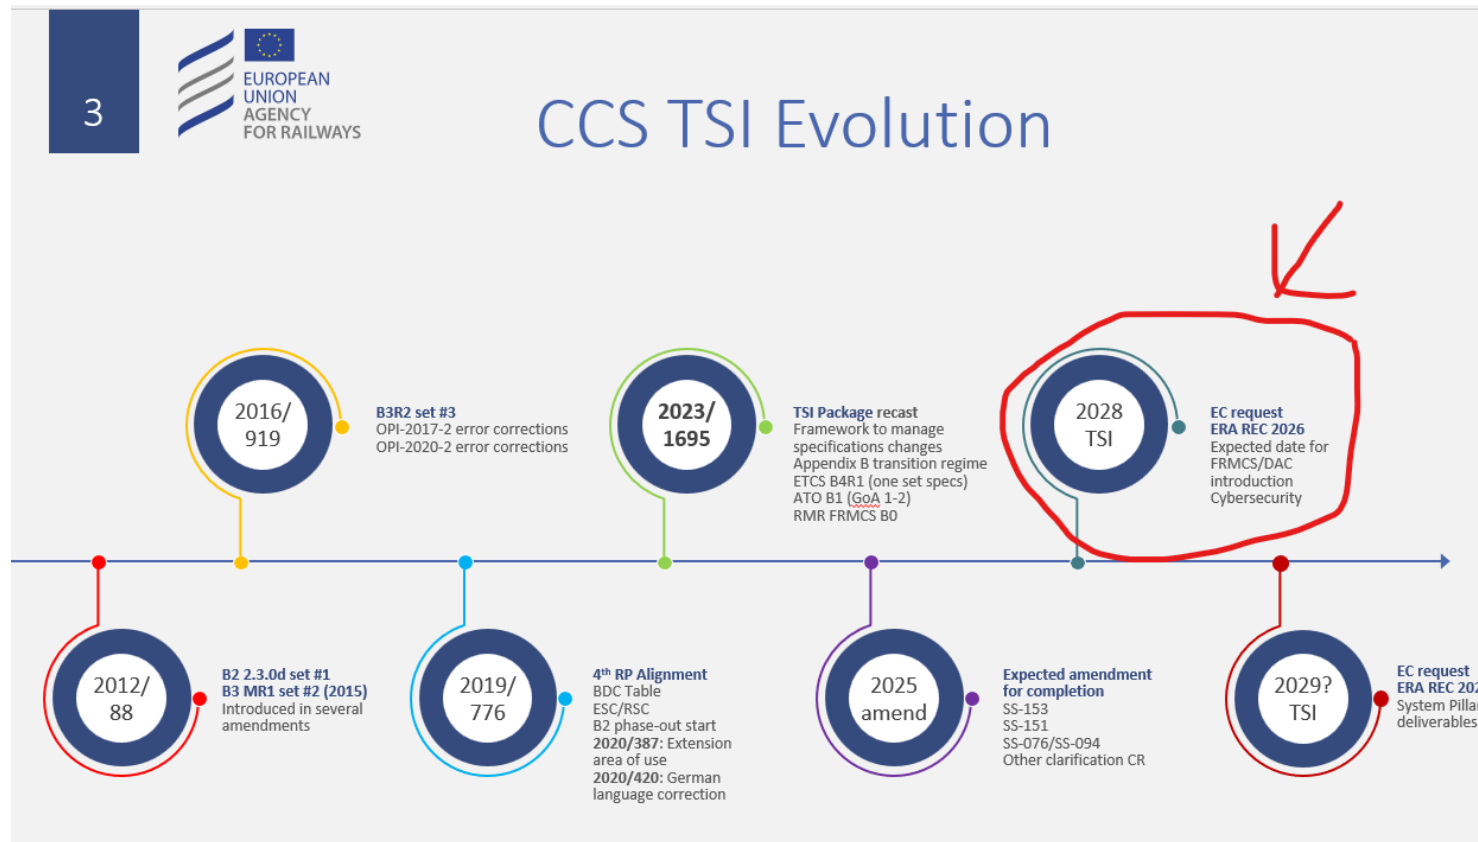 3
EUROPEAN
UNION
AGENCY
FOR RAILWAYS
CCS TSI Evolution
2016/
919
B3R2 set #3
OPI-2017-2 error corrections
OPI-2020-2 error corrections
2023/
1695
TSI Package recast
Framework to manage
specifications changes
Appendix B transition regime
ETCS B4R1 (one set specs)
ATO B1 (GoA 1-2)
RMR FRMCS B0
2028
TSI
EC request
ERA REC 2026
Expected date for
FRMCS/DAC
introduction
Cybersecurity
2012/
88
B2 2.3.0d set #1
B3 MR1 set #2 (2015)
Introduced in several
amendments
2019/
776
4th RP Alignment
BDC Table
ESC/RSC
B2 phase-out start
2020/387: Extension
area of use
2020/420: German
language correction
2025
amend
Expected amendment
for completion
SS-153
SS-151
SS-076/SS-094
Other clarification CR
2029?
TSI
EC request
ERA REC
System Pillar
deliverables